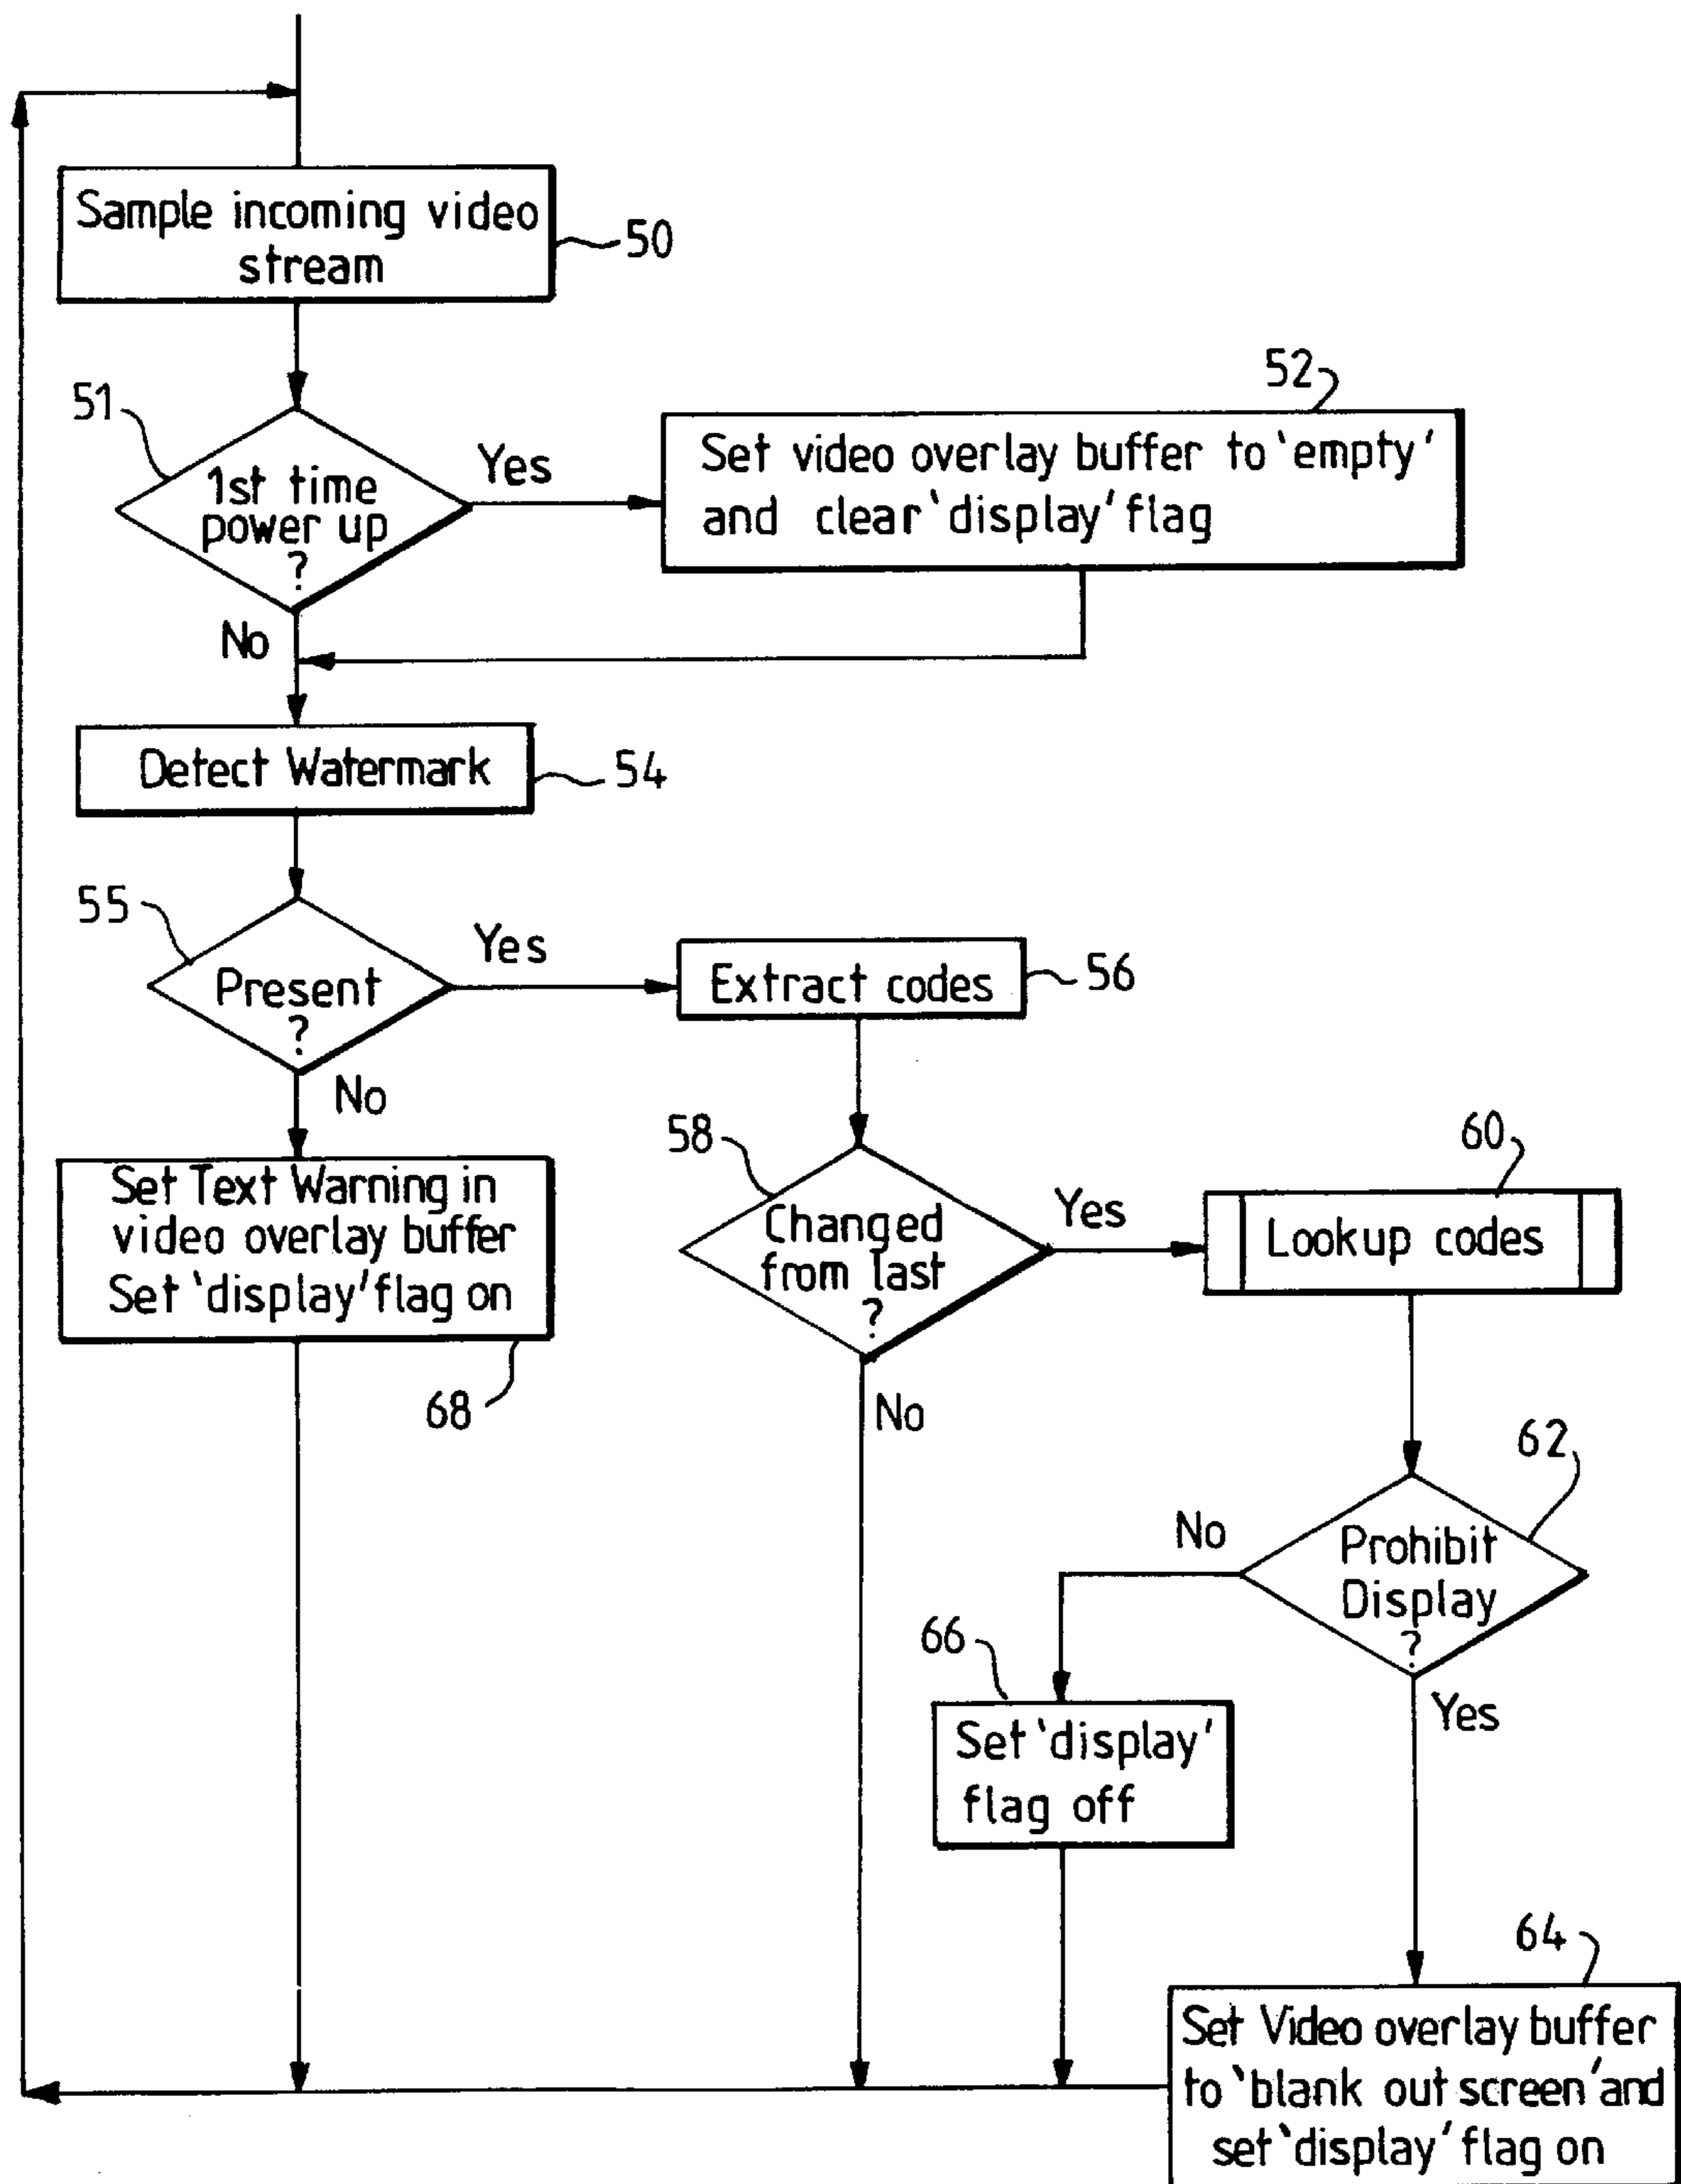 Sample incoming video
stream
50
51
1st time
power up
?
Yes
52
Set video overlay buffer to 'empty'
and clear 'display' flag
No
Detect Watermark
54
55
Present
?
Yes
Extract codes
56
No
Set Text Warning in
video overlay buffer
Set 'display' flag on
68
58
Changed
from last
?
Yes
60
Lookup codes
No
62
Prohibit
Display
?
No
66
Set 'display'
flag off
Yes
64
Set Video overlay buffer
to 'blank out screen' and
set 'display' flag on